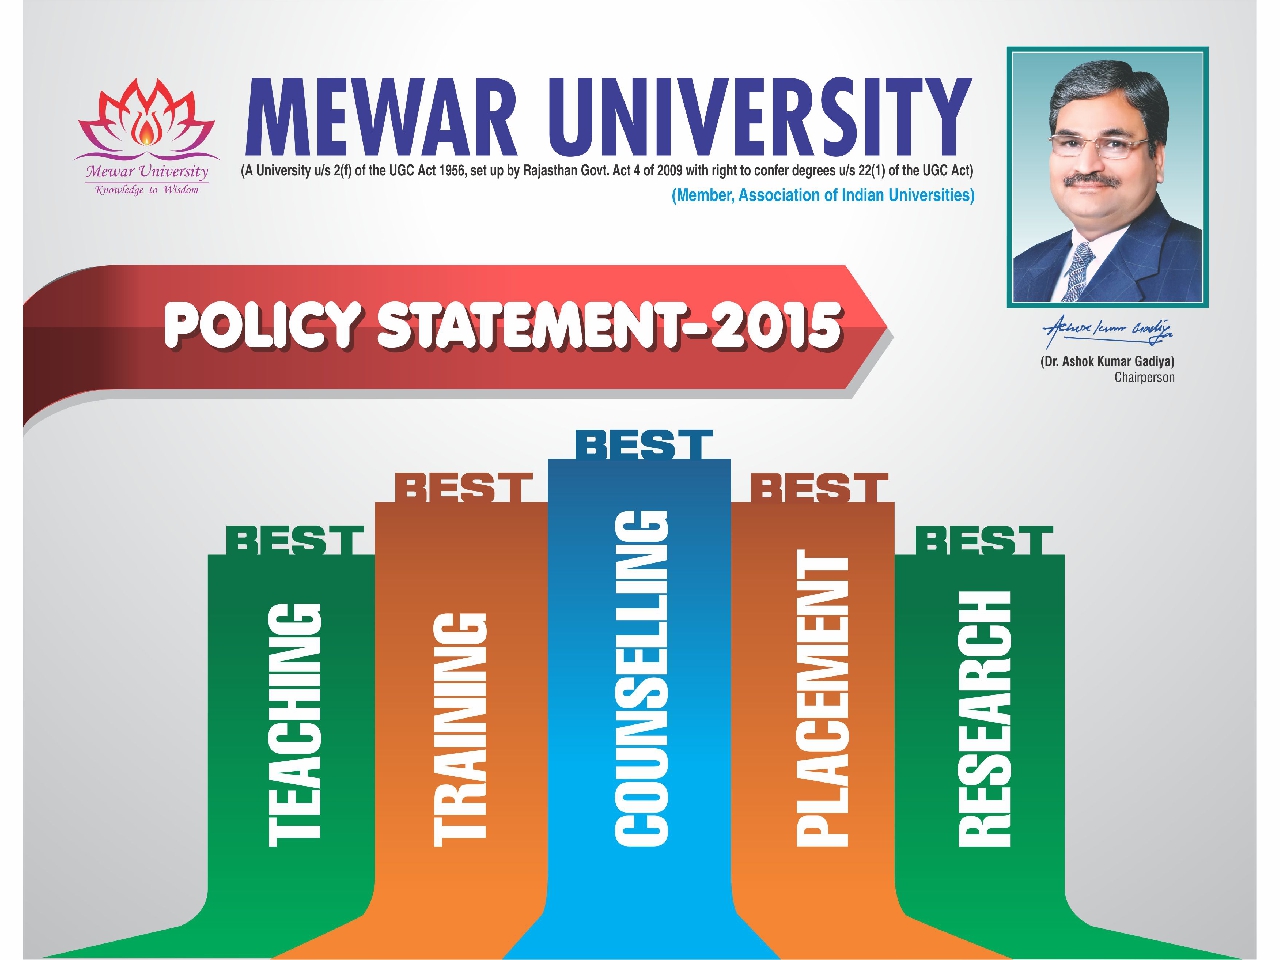 MEWAR UNIVERSITY
Mewar University
Knowledge to Wisdom
(A University u/s 2(f) of the UGC Act 1956, set up by Rajasthan Govt. Act 4 of 2009 with right to confer degrees u/s 22(1) of the UGC Act)
(Member, Association of Indian Universities)
POLICY STATEMENT-2015
Ashok Kumar Gadiya
(Dr. Ashok Kumar Gadiya)
Chairperson
BEST
TEACHING
BEST
TRAINING
BEST
COUNSELLING
BEST
PLACEMENT
BEST
RESEARCH